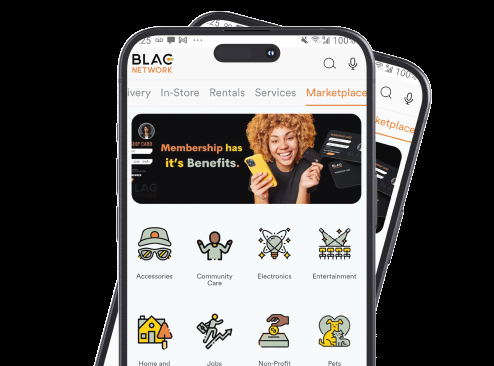 :25 100%
BLAC
NETWORK
ivery In-Store Rentals Services Marketplace
ketplace
Membership has
it's Benefits.
BLAC
Accessories Community Care Electronics Entertainment
Home and Jobs Non-Profit Pets